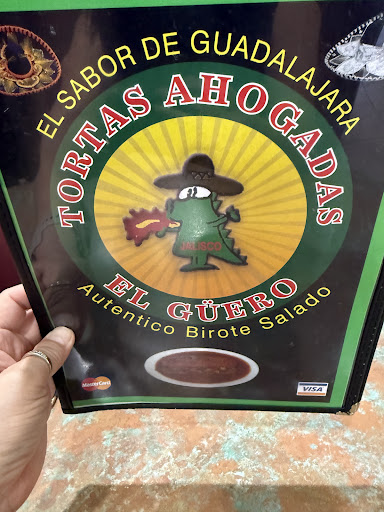 EL SABOR DE GUADALAJARA
TORTAS AHOGADAS
JALISCO
EL GÜERO
Autentico Birote Salado
MasterCard
VISA